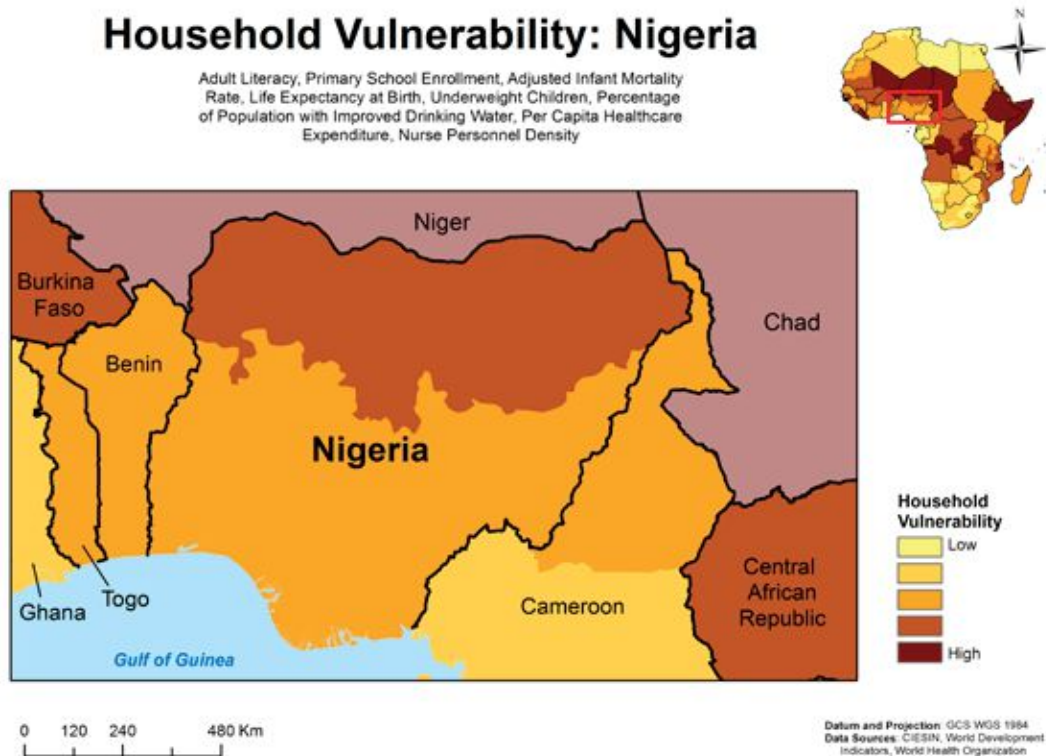 Household Vulnerability: Nigeria
Adult Literacy, Primary School Enrollment, Adjusted Infant Mortality
Rate, Life Expectancy at Birth, Underweight Children, Percentage
of Population with Improved Drinking Water, Per Capita Healthcare
Expenditure, Nurse Personnel Density
N
Niger
Burkina
Faso
Chad
Benin
Nigeria
Household
Vulnerability
Low
High
Central
African
Republic
Cameroon
Togo
Ghana
Gulf of Guinea
0 120 240 480 Km
Datum and Projection: GCS WGS 1984
Data Sources: CIESIN, World Development
Indicators, World Health Organization